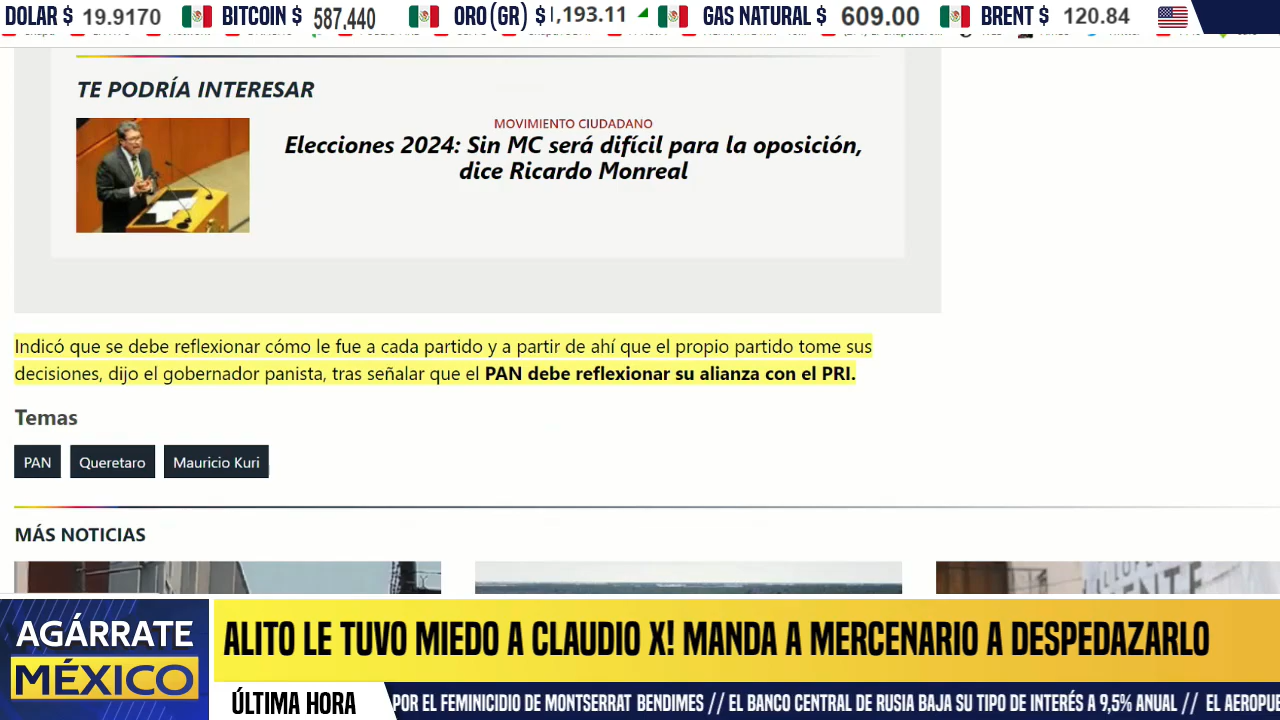 DOLAR $ 19.9170 BITCOIN $ 587,440 ORO(GR) $ 1,193.11 GAS NATURAL $ 609.00 BRENT $ 120.84
TE PODRÍA INTERESAR
MOVIMIENTO CIUDADANO
Elecciones 2024: Sin MC será difícil para la oposición,
dice Ricardo Monreal
Indicó que se debe reflexionar cómo le fue a cada partido y a partir de ahí que el propio partido tome sus
decisiones, dijo el gobernador panista, tras señalar que el PAN debe reflexionar su alianza con el PRI.
Temas
PAN Queretaro Mauricio Kuri
MÁS NOTICIAS
AGÁRRATE
MÉXICO
ALITO LE TUVO MIEDO A CLAUDIO X! MANDA A MERCENARIO A DESPEDAZARLO
ÚLTIMA HORA
POR EL FEMINICIDIO DE MONTSERRAT BENDIMES // EL BANCO CENTRAL DE RUSIA BAJA SU TIPO DE INTERÉS A 9,5% ANUAL // EL